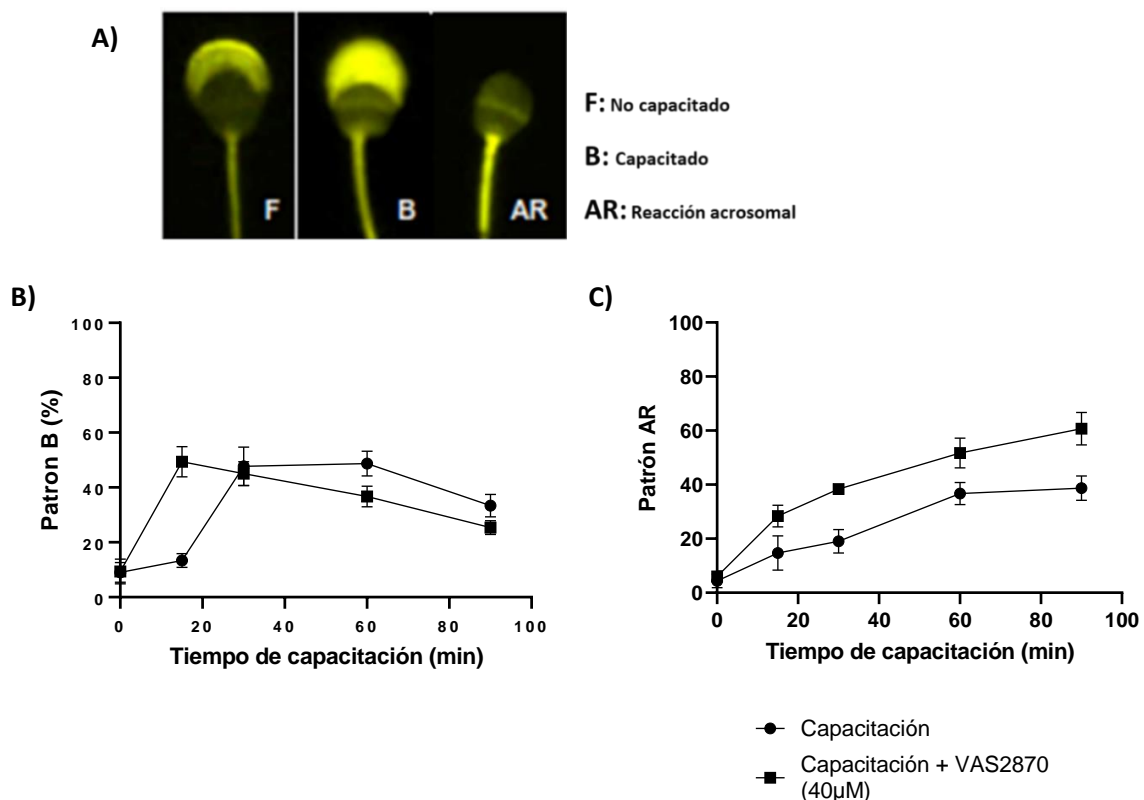 A)
F
B
AR
F: No capacitado
B: Capacitado
AR: Reacción acrosomal
B)
100
80
60
40
20
0
Patron B (%)
0 20 40 60 80 100
Tiempo de capacitación (min)
C)
100
80
60
40
20
0
Patrón AR
0 20 40 60 80 100
Tiempo de capacitación (min)
Capacitación
Capacitación + VAS2870
(40µM)